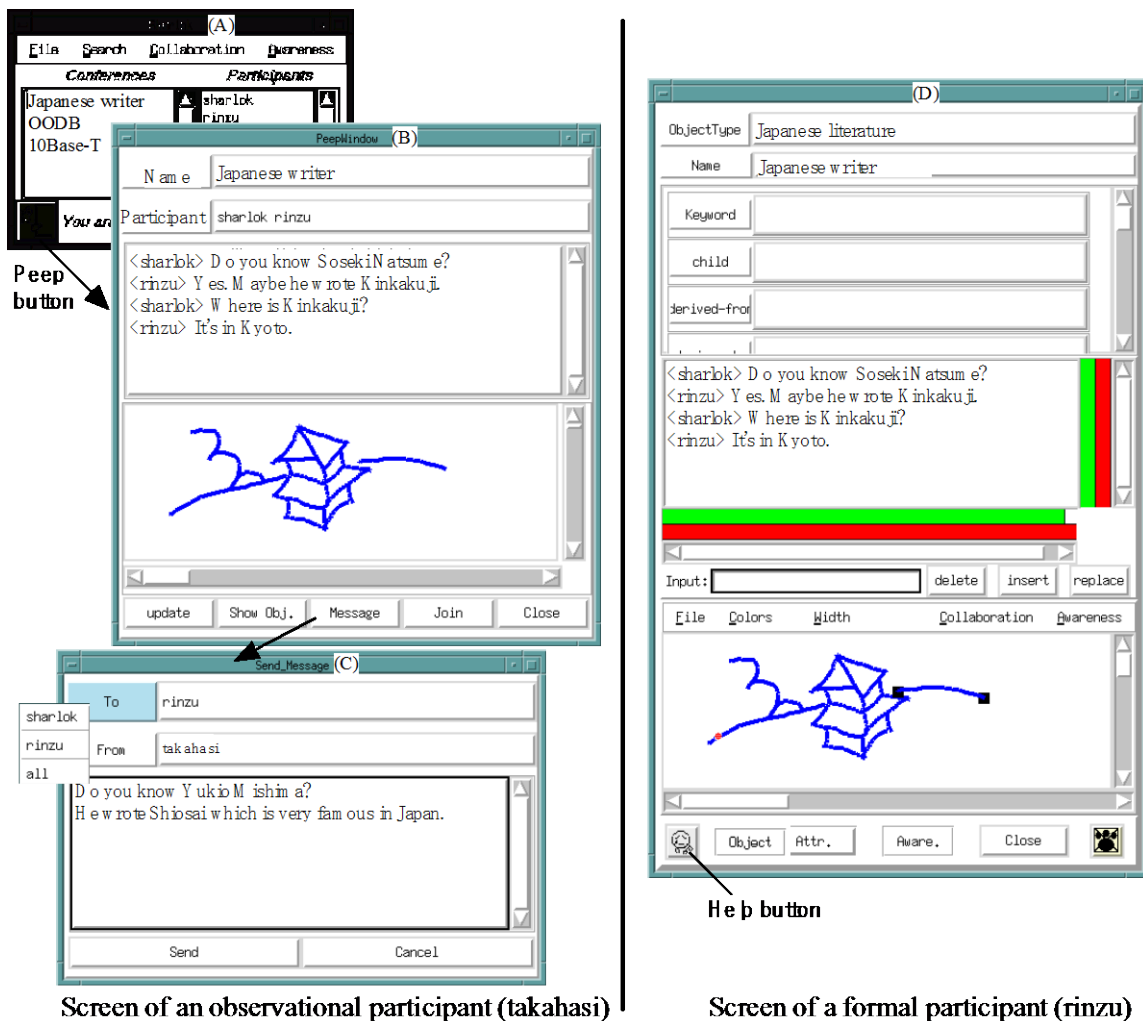 (A)
File Search Collaboration Awareness
Conferences Participants
Japanese writer
OODB
10Base-T
sharlok
rinzu
You are
Peep
button
PeepWindow (B)
Name Japanese writer
Participant sharlok rinzu
<sharlok> Do you know Soseki Natsume?
<rinzu> Yes. Maybe he wrote Kinkakuji.
<sharlok> Where is Kinkakuji?
<rinzu> It's in Kyoto.
update Show Obj. Message Join Close
Send_Message (C)
To rinzu
From takahasi
sharlok
rinzu
all
Do you know Yukio Mishima?
He wrote Shiosai which is very famous in Japan.
Send Cancel
Screen of an observational participant (takahasi)
(D)
ObjectType Japanese literature
Name Japanese writer
Keyword
child
derived-from
<sharlok> Do you know Soseki Natsume?
<rinzu> Yes. Maybe he wrote Kinkakuji.
<sharlok> Where is Kinkakuji?
<rinzu> It's in Kyoto.
Input: delete insert replace
File Colors Width Collaboration Awareness
Object Attr. Aware. Close
Help button
Screen of a formal participant (rinzu)